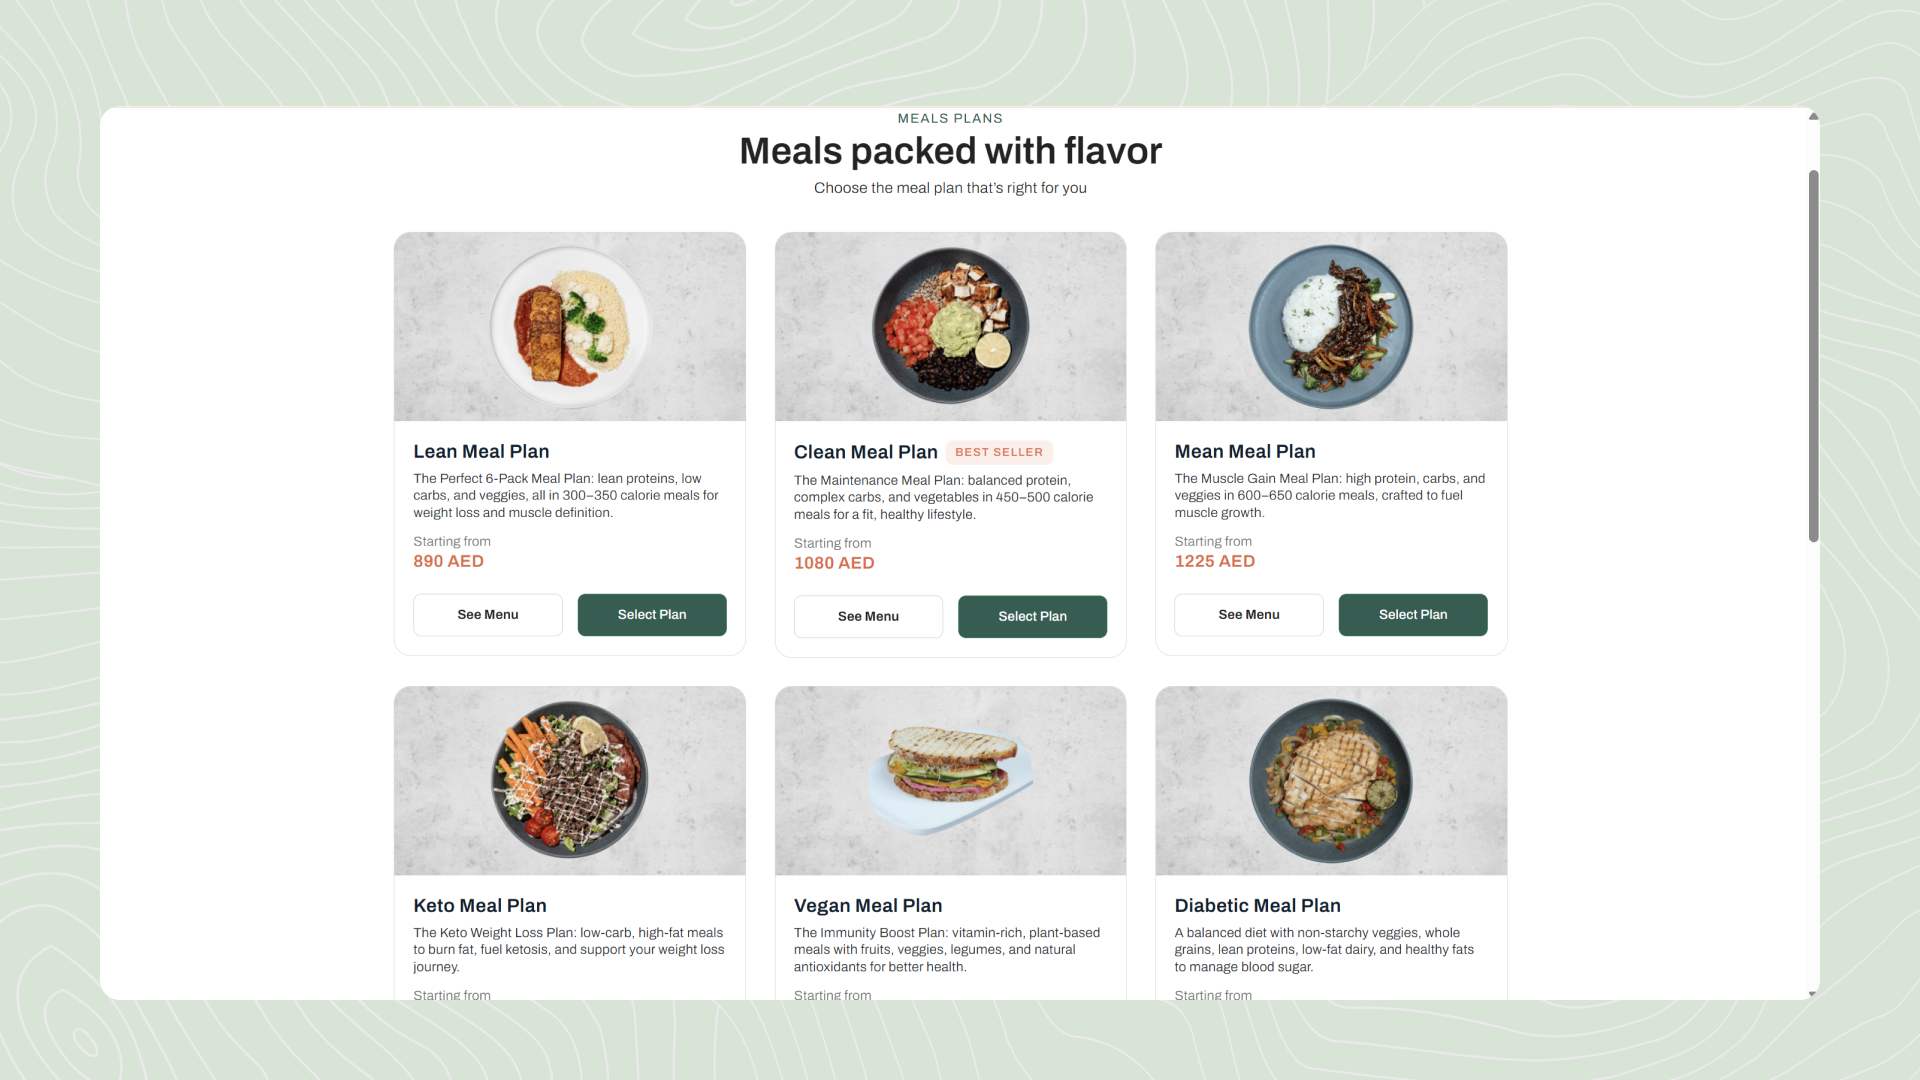 MEALS PLANS
Meals packed with flavor
Choose the meal plan that's right for you
Lean Meal Plan
The Perfect 6-Pack Meal Plan: lean proteins, low
carbs, and veggies, all in 300–350 calorie meals for
weight loss and muscle definition.
Starting from
890 AED
See Menu
Select Plan
Clean Meal Plan
BEST SELLER
The Maintenance Meal Plan: balanced protein,
complex carbs, and vegetables in 450–500 calorie
meals for a fit, healthy lifestyle.
Starting from
1080 AED
See Menu
Select Plan
Mean Meal Plan
The Muscle Gain Meal Plan: high protein, carbs, and
veggies in 600–650 calorie meals, crafted to fuel
muscle growth.
Starting from
1225 AED
See Menu
Select Plan
Keto Meal Plan
The Keto Weight Loss Plan: low-carb, high-fat meals
to burn fat, fuel ketosis, and support your weight loss
journey.
Starting from
Vegan Meal Plan
The Immunity Boost Plan: vitamin-rich, plant-based
meals with fruits, veggies, legumes, and natural
antioxidants for better health.
Starting from
Diabetic Meal Plan
A balanced diet with non-starchy veggies, whole
grains, lean proteins, low-fat dairy, and healthy fats
to manage blood sugar.
Starting from